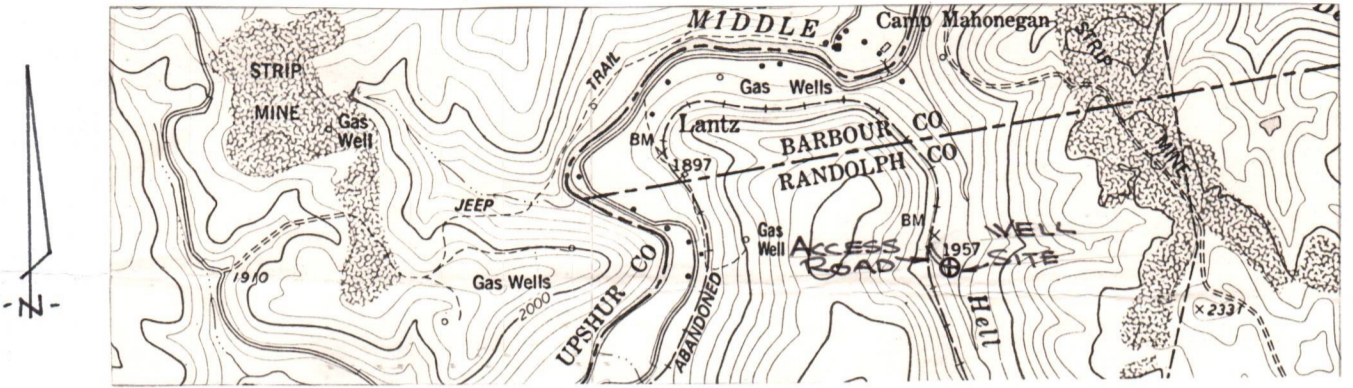 MIDDLE
Camp Mahonegan
STRIP
MINE
TRAIL
STRIP
MINE
Gas Wells
Gas
Well
Lantz
BM
1897
BARBOUR CO
RANDOLPH CO
JEEP
BM
1957
WELL
SITE
Gas
Well
ACCESS
ROAD
1910
Gas Wells
2000
UPSHUR CO
ABANDONED
Hell
×2331
-N-